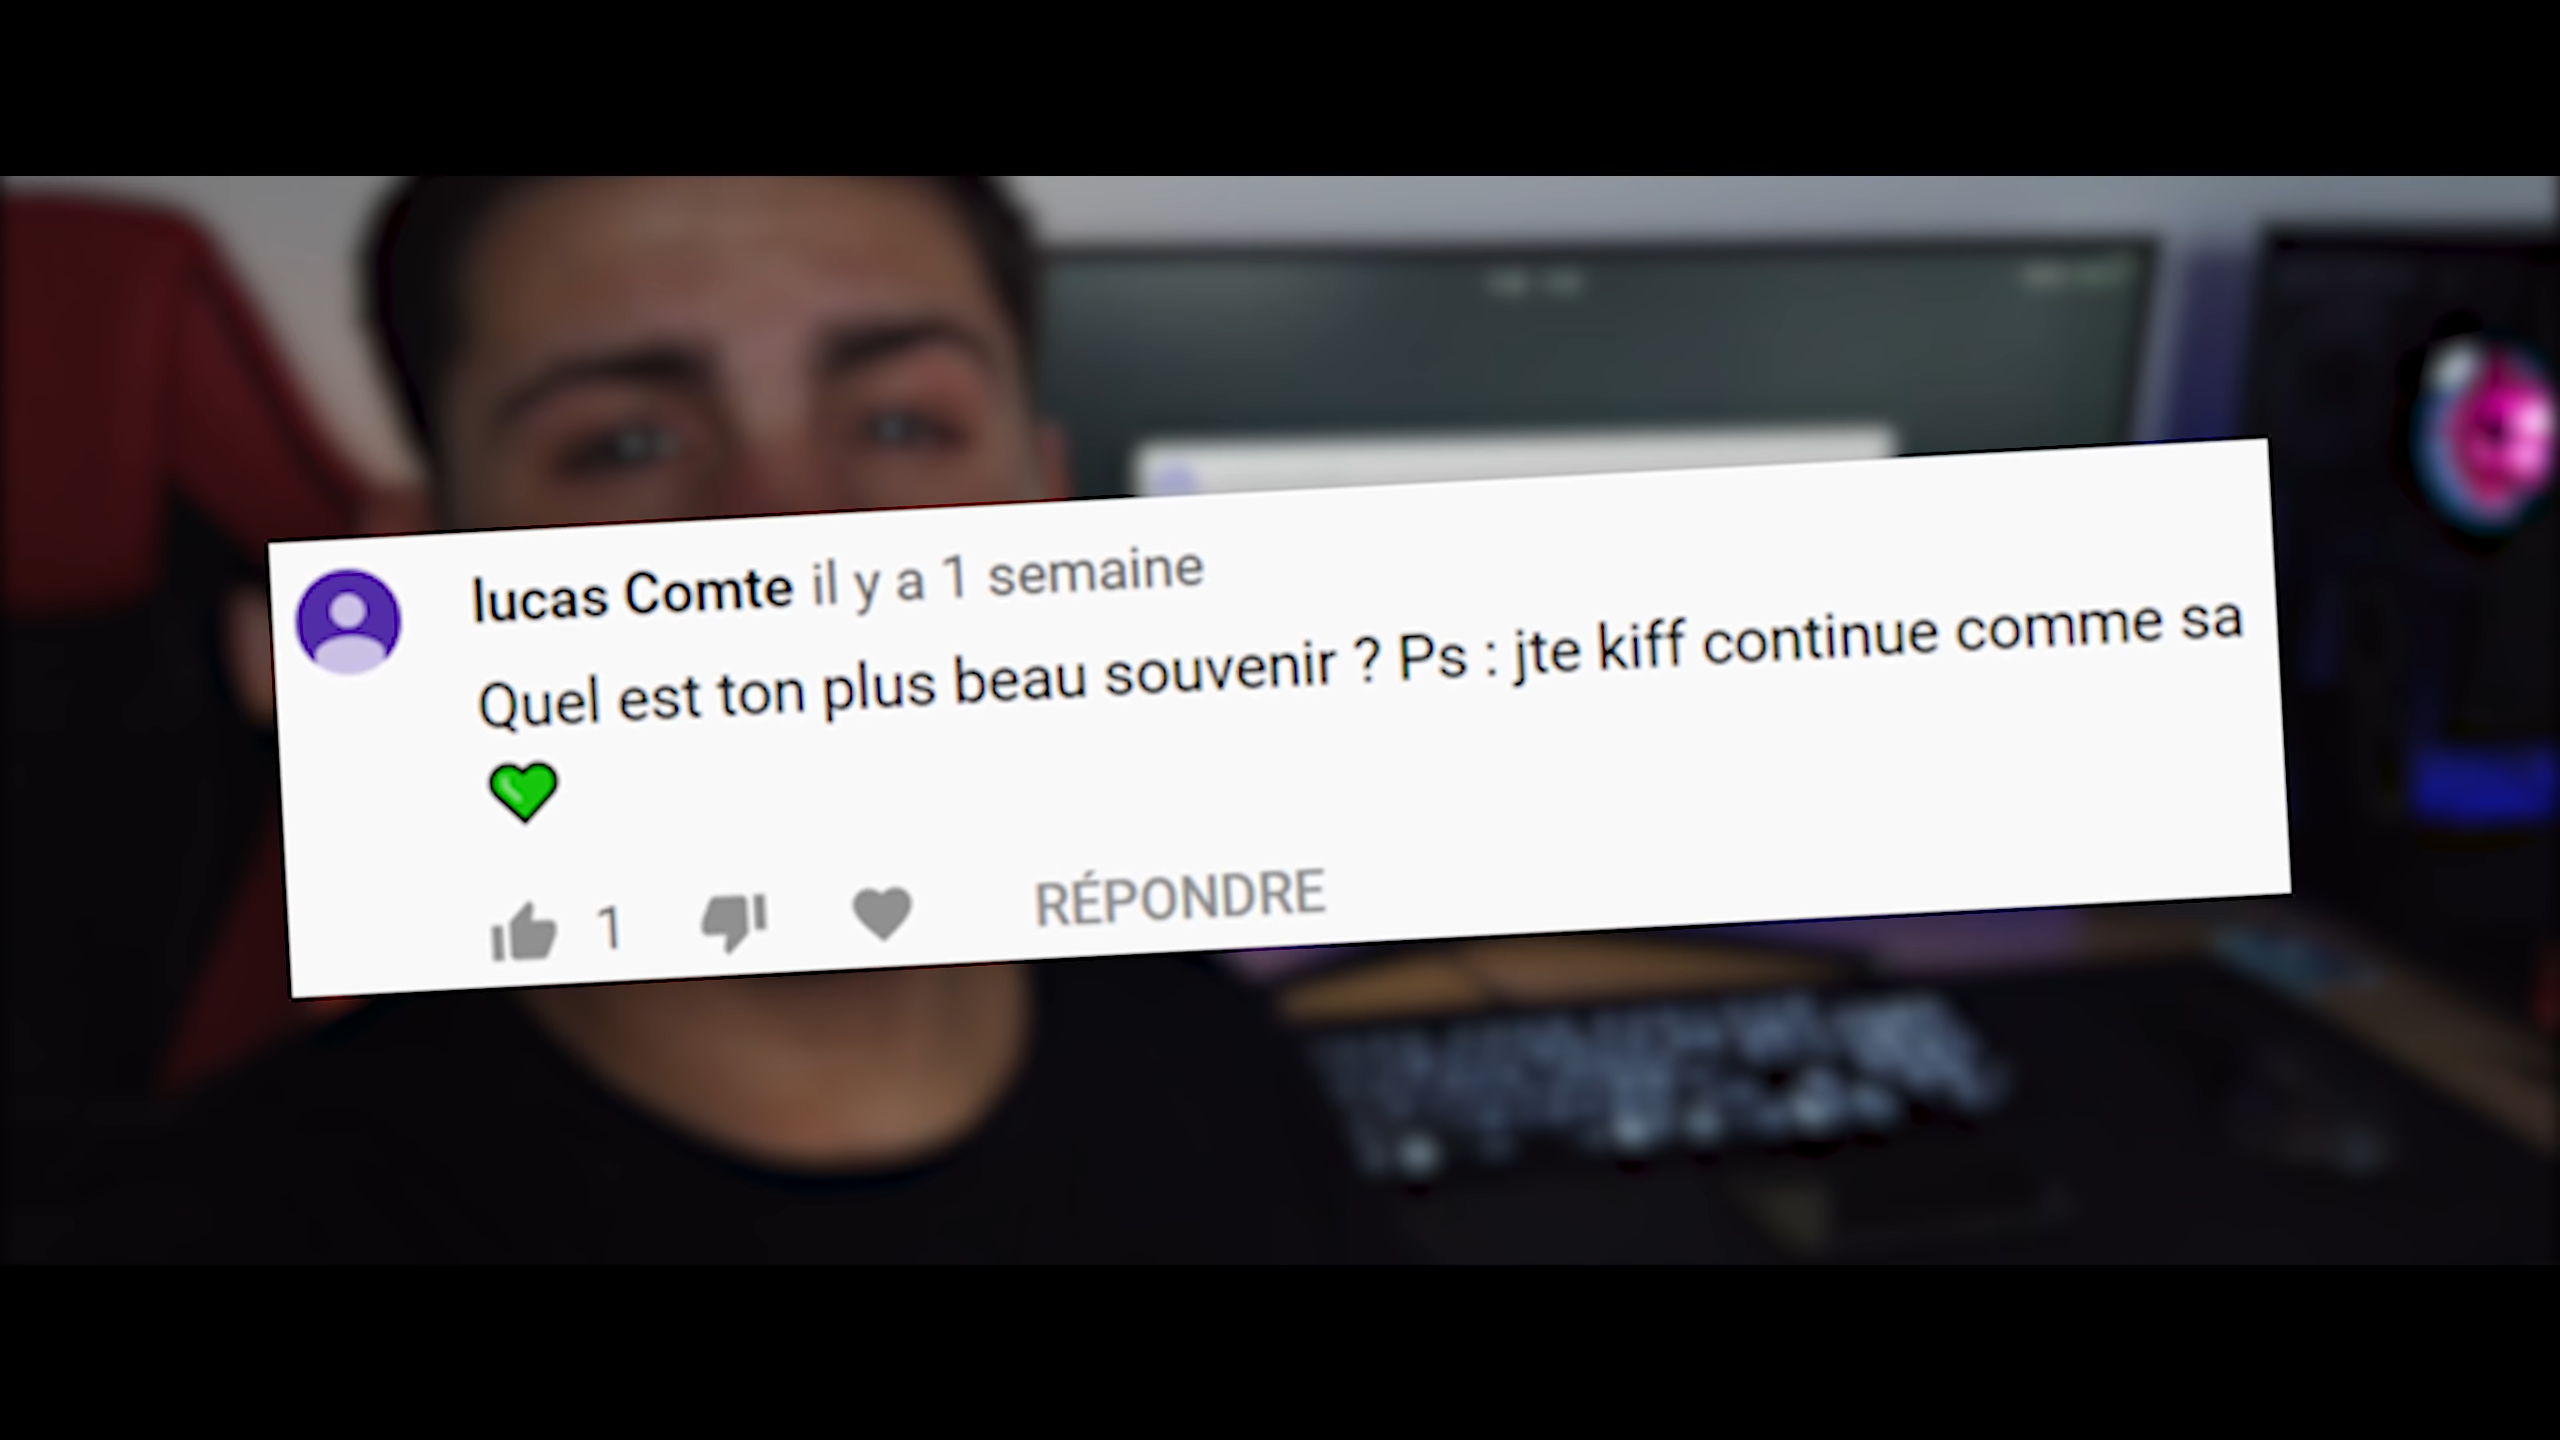 lucas Comte il y a 1 semaine
Quel est ton plus beau souvenir ? Ps : jte kiff continue comme sa
💚
1 RÉPONDRE